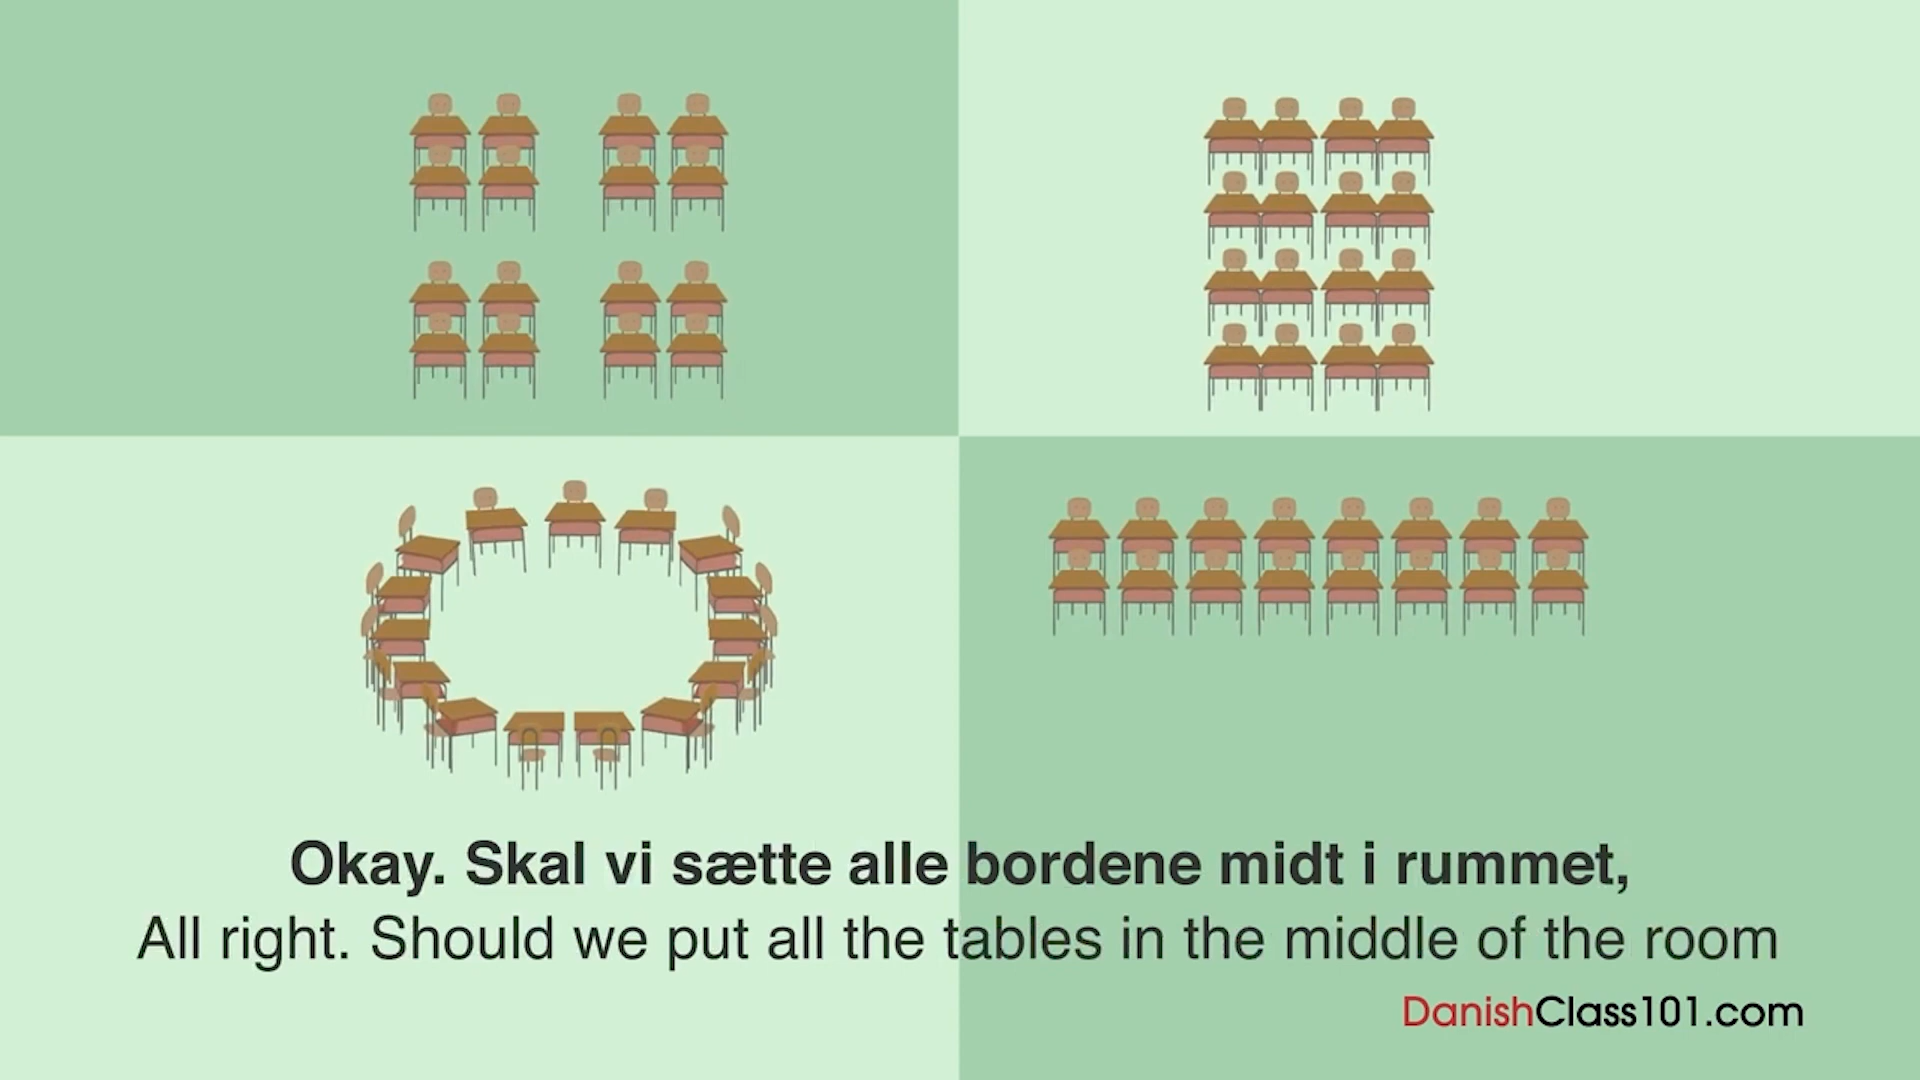 Okay. Skal vi sætte alle bordene midt i rummet,
All right. Should we put all the tables in the middle of the room
DanishClass101.com